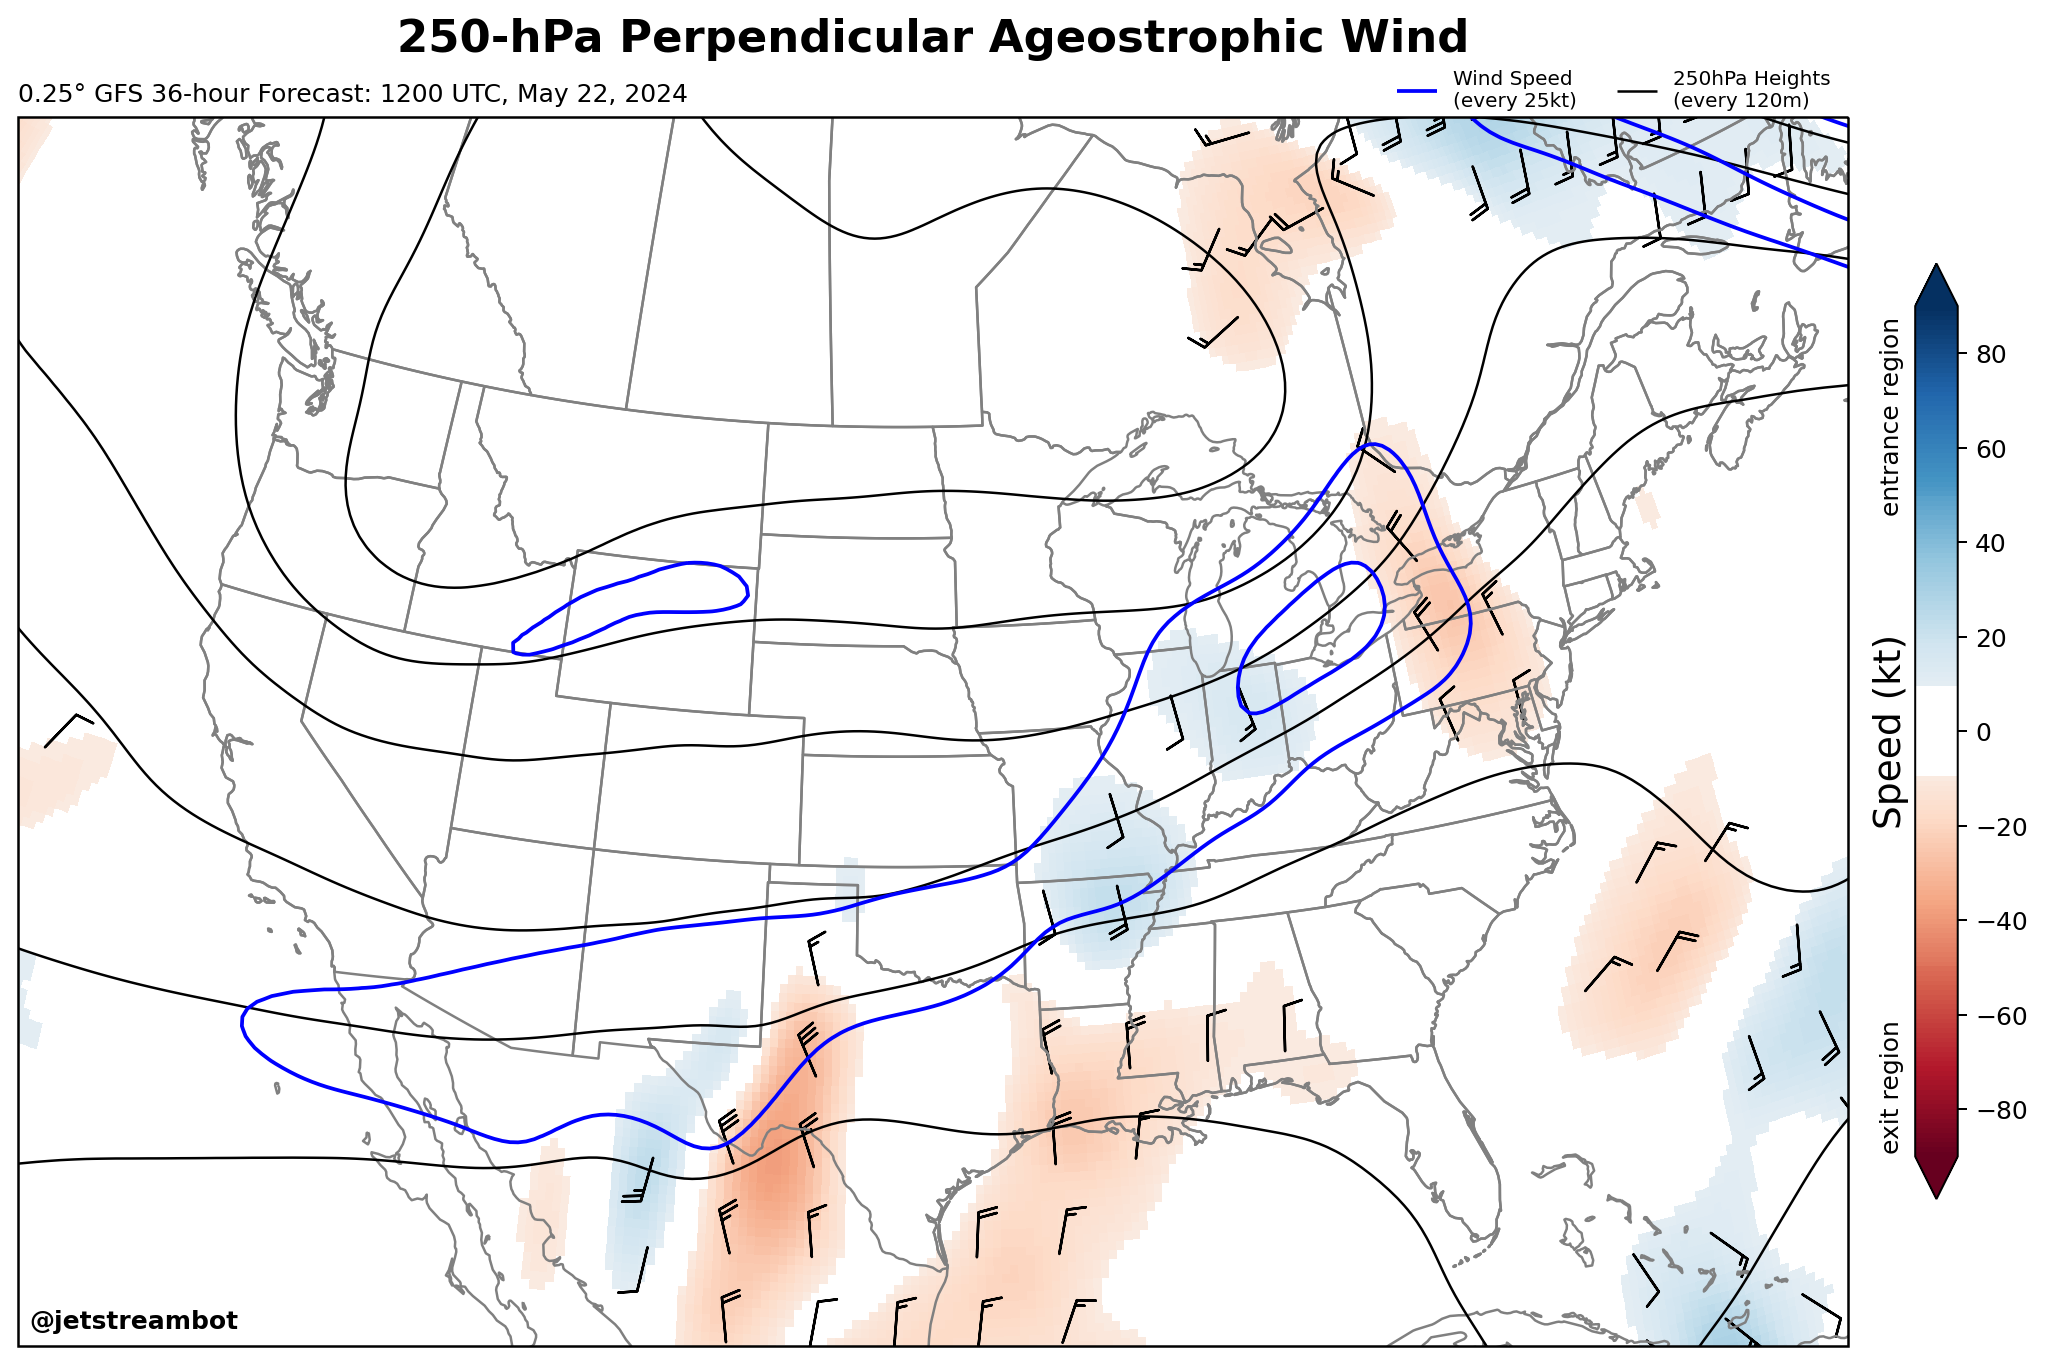 250-hPa Perpendicular Ageostrophic Wind
0.25° GFS 36-hour Forecast: 1200 UTC, May 22, 2024
Wind Speed
(every 25kt)
250hPa Heights
(every 120m)
entrance region
Speed (kt)
exit region
80
60
40
20
0
−20
−40
−60
−80
@jetstreambot